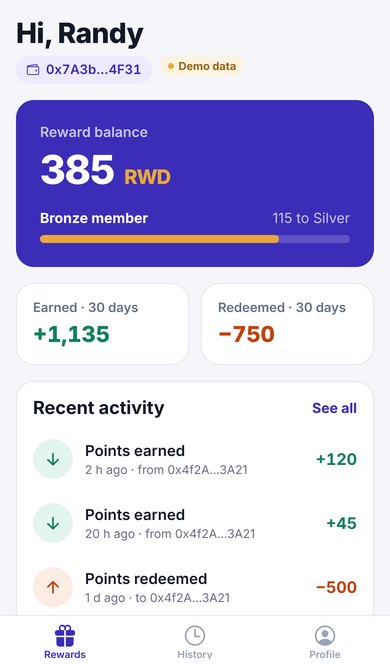 Hi, Randy
0x7A3b...4F31
Demo data
Reward balance
385 RWD
Bronze member 115 to Silver
Earned · 30 days
+1,135
Redeemed · 30 days
−750
Recent activity See all
Points earned
2 h ago · from 0x4f2A...3A21
+120
Points earned
20 h ago · from 0x4f2A...3A21
+45
Points redeemed
1 d ago · to 0x4f2A...3A21
−500
Rewards History Profile